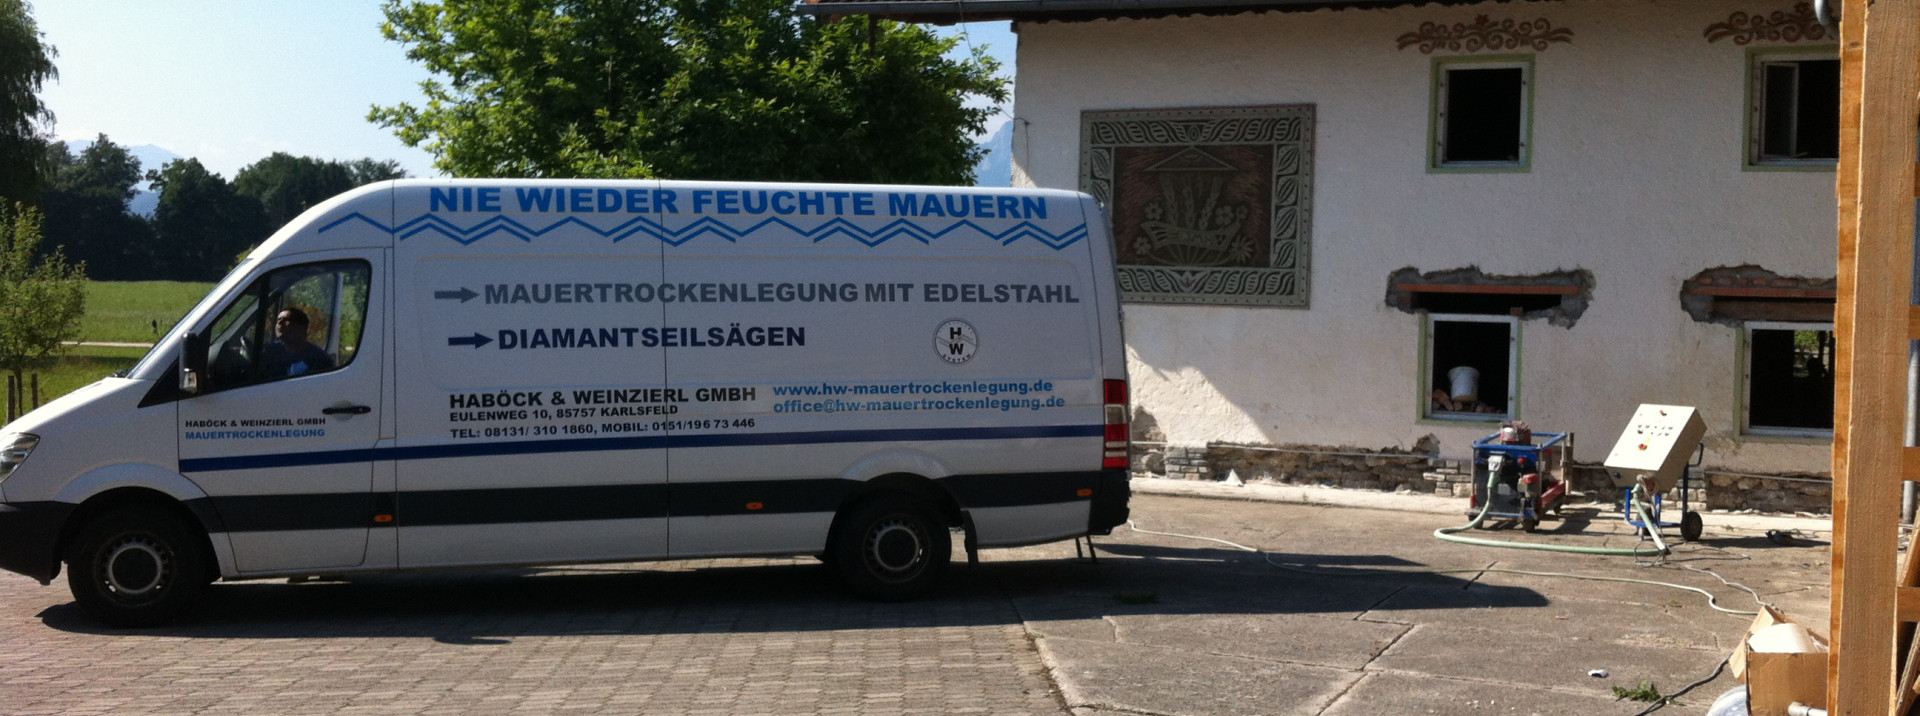 NIE WIEDER FEUCHTE MAUERN
MAUERTROCKENLEGUNG MIT EDELSTAHL
DIAMANTSEILSÄGEN
H
W
SYSTEM
HABÖCK & WEINZIERL GMBH
EULENWEG 10, 85757 KARLSFELD
TEL: 08131/ 310 1860, MOBIL: 0151/196 73 446
www.hw-mauertrockenlegung.de
office@hw-mauertrockenlegung.de
HABÖCK & WEINZIERL GMBH
MAUERTROCKENLEGUNG